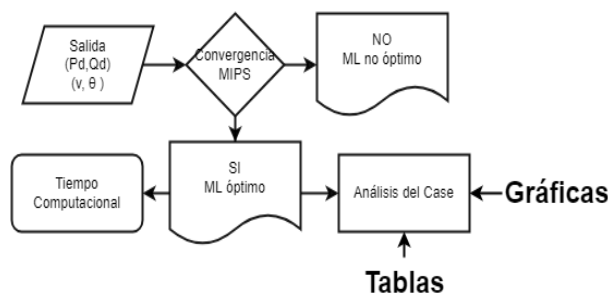 Salida
(Pd,Qd)
(v, θ )
Convergencia
MIPS
NO
ML no óptimo
SI
ML óptimo
Tiempo
Computacional
Análisis del Case
Gráficas
Tablas